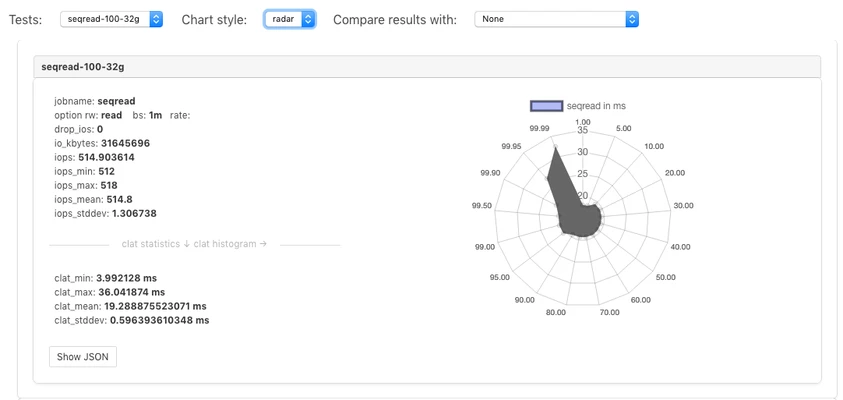 Tests: seqread-100-32g Chart style: radar Compare results with: None
seqread-100-32g
jobname: seqread
option rw: read bs: 1m rate:
drop_ios: 0
io_kbytes: 31645696
iops: 514.903614
iops_min: 512
iops_max: 518
iops_mean: 514.8
iops_stddev: 1.306738
clat statistics ↓ clat histogram →
clat_min: 3.992128 ms
clat_max: 36.041874 ms
clat_mean: 19.288875523071 ms
clat_stddev: 0.596393610348 ms
Show JSON
seqread in ms
1.00
5.00
10.00
20.00
30.00
40.00
50.00
60.00
70.00
80.00
90.00
95.00
99.00
99.50
99.90
99.95
99.99
35
30
25
20